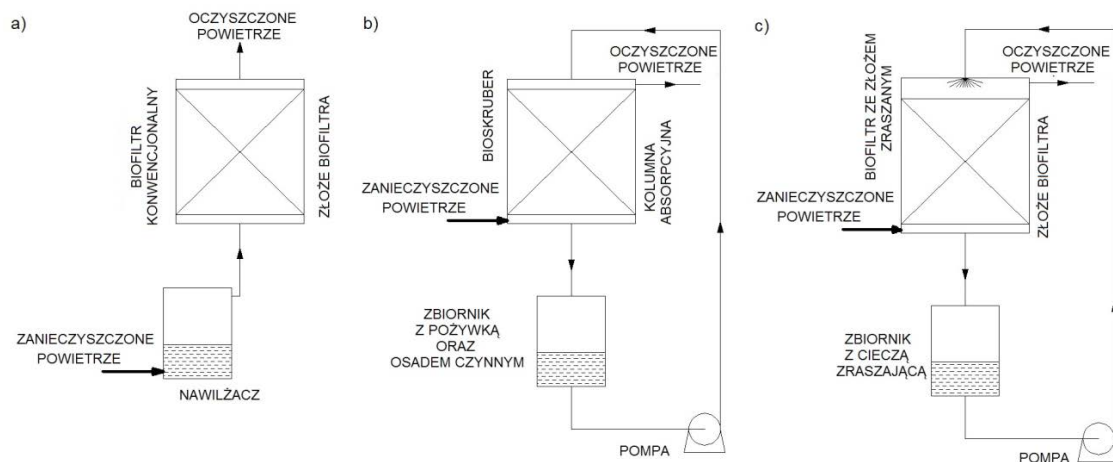 a)
OCZYSZCZONE
POWIETRZE
BIOFILTR
KONWENCJONALNY
ZŁOŻE BIOFILTRA
ZANIECZYSZCZONE
POWIETRZE
NAWILŻACZ
b)
OCZYSZCZONE
POWIETRZE
BIOSKRUBER
KOLUMNA
ABSORPCYJNA
ZANIECZYSZCZONE
POWIETRZE
ZBIORNIK
Z POŻYWKĄ
ORAZ
OSADEM CZYNNYM
POMPA
c)
OCZYSZCZONE
POWIETRZE
BIOFILTR ZE ZŁOŻEM
ZRASZANYM
ZŁOŻE BIOFILTRA
ZANIECZYSZCZONE
POWIETRZE
ZBIORNIK
Z CIECZĄ
ZRASZAJĄCĄ
POMPA